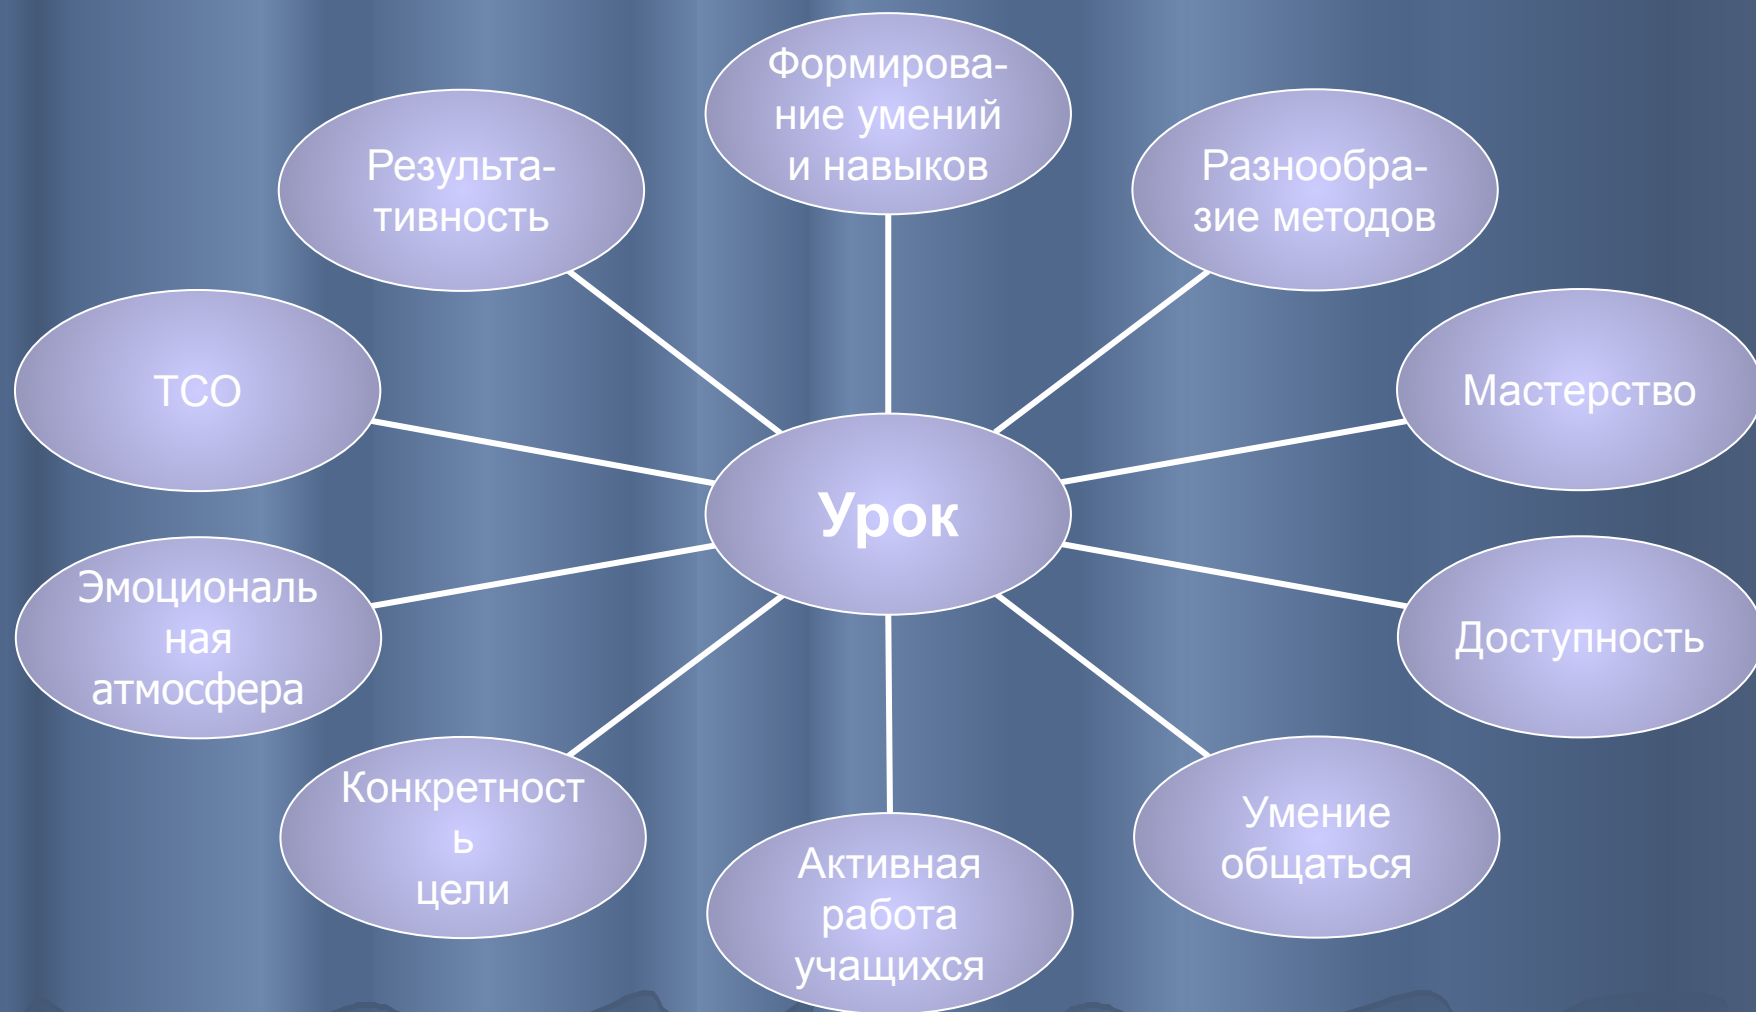 Формирова-
ние умений
и навыков
Результа-
тивность
Разнообра-
зие методов
ТСО
Мастерство
Урок
Эмоциональ
ная
атмосфера
Доступность
Конкретност
ь
цели
Умение
общаться
Активная
работа
учащихся